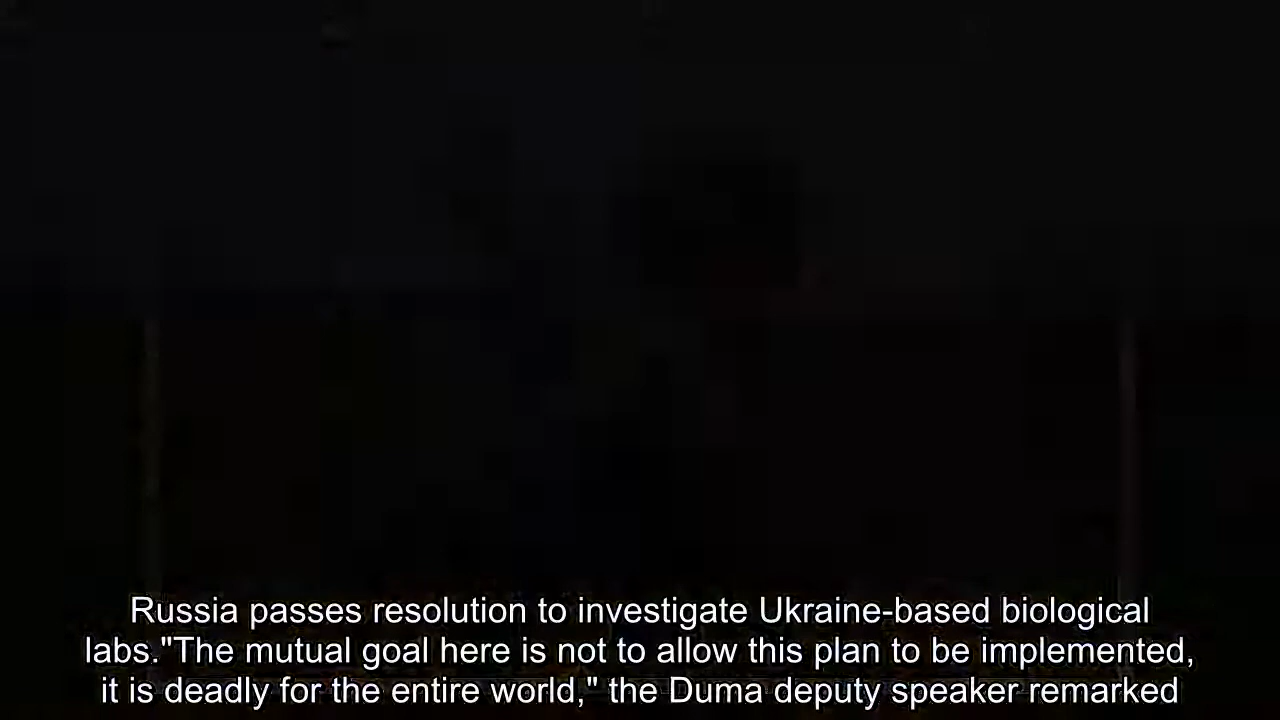 Russia passes resolution to investigate Ukraine-based biological
labs."The mutual goal here is not to allow this plan to be implemented,
it is deadly for the entire world," the Duma deputy speaker remarked